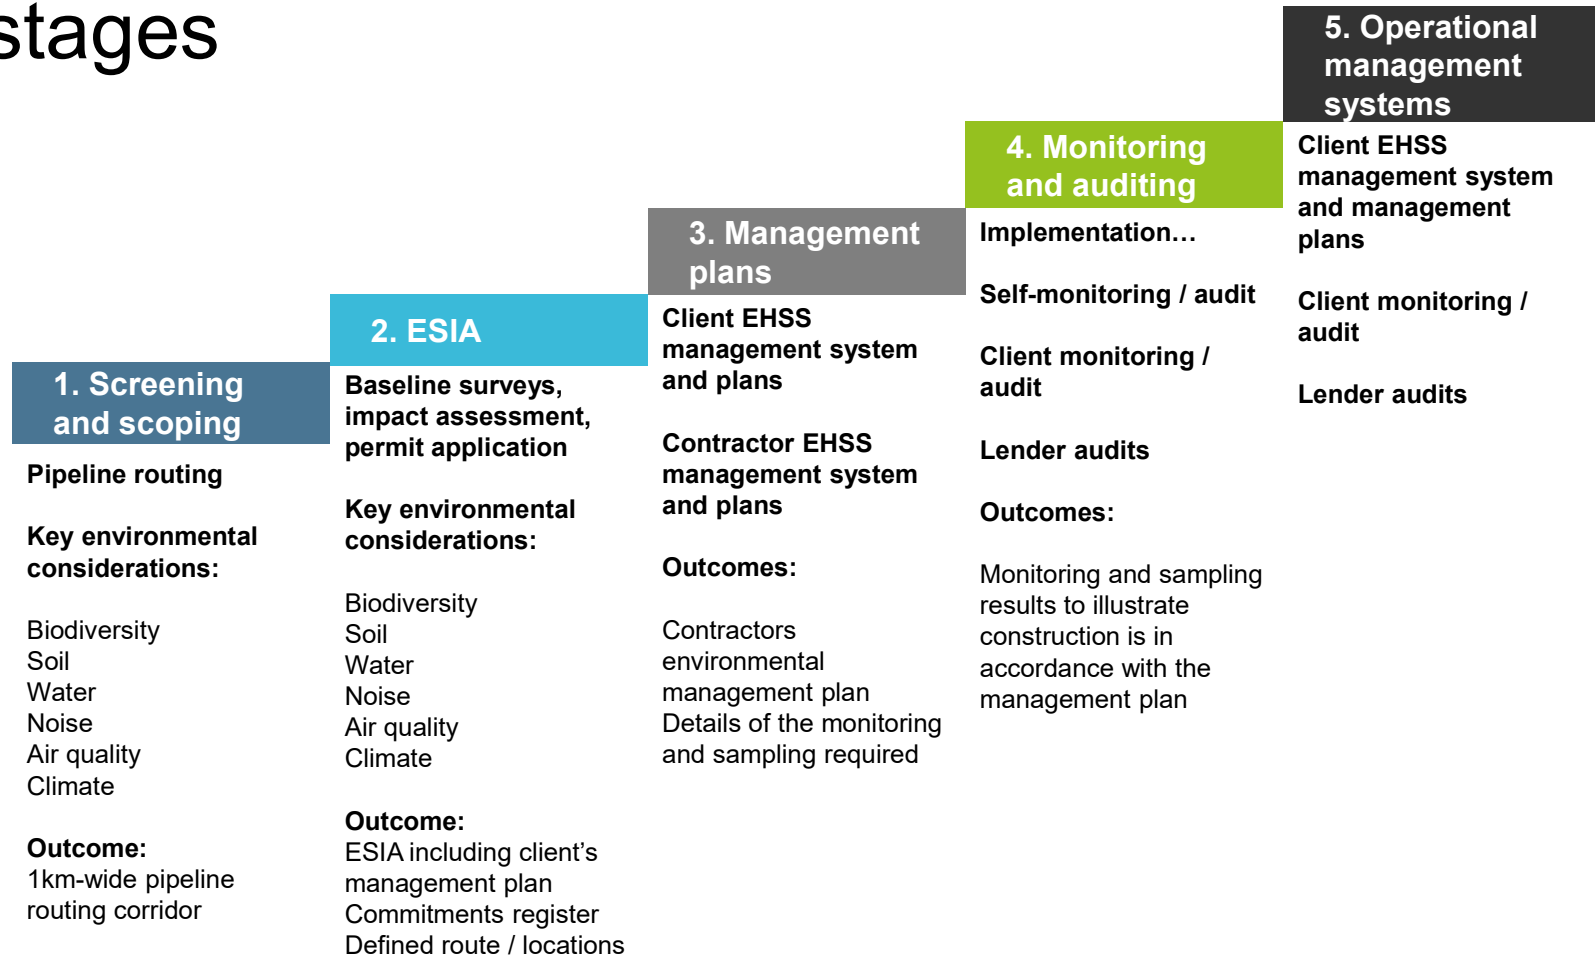 stages
1. Screening
and scoping
Pipeline routing
Key environmental
considerations:
Biodiversity
Soil
Water
Noise
Air quality
Climate
Outcome:
1km-wide pipeline
routing corridor
2. ESIA
Baseline surveys,
impact assessment,
permit application
Key environmental
considerations:
Biodiversity
Soil
Water
Noise
Air quality
Climate
Outcome:
ESIA including client's
management plan
Commitments register
Defined route / locations
3. Management
plans
Client EHSS
management system
and plans
Contractor EHSS
management system
and plans
Outcomes:
Contractors
environmental
management plan
Details of the monitoring
and sampling required
4. Monitoring
and auditing
Implementation…
Self-monitoring / audit
Client monitoring /
audit
Lender audits
Outcomes:
Monitoring and sampling
results to illustrate
construction is in
accordance with the
management plan
5. Operational
management
systems
Client EHSS
management system
and management
plans
Client monitoring /
audit
Lender audits